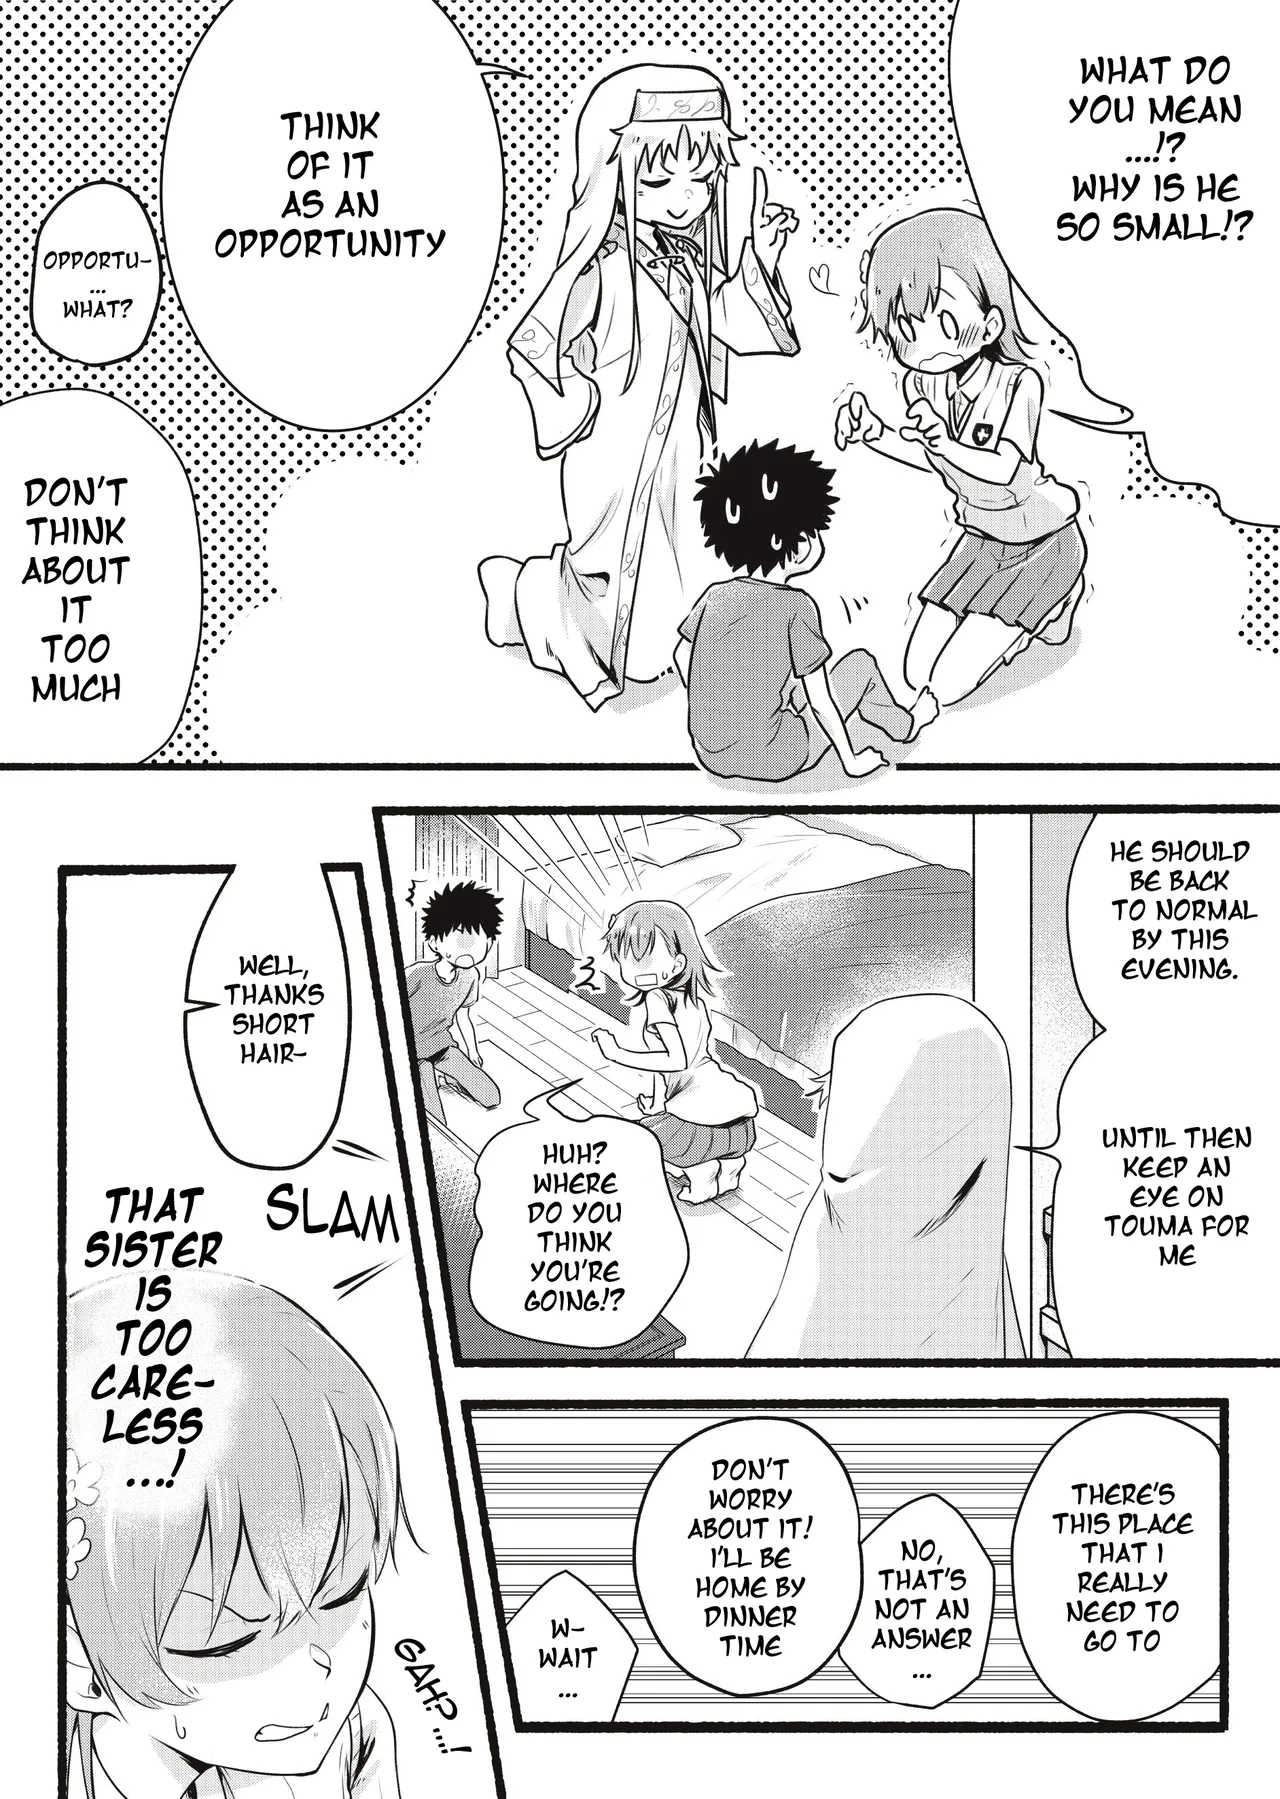 WHAT DO
YOU MEAN
....!?
WHY IS HE
SO SMALL!?
THINK
OF IT
AS AN
OPPORTUNITY
OPPORTU-
...
WHAT?
DON'T
THINK
ABOUT
IT
TOO
MUCH
HE SHOULD
BE BACK
TO NORMAL
BY THIS
EVENING.
UNTIL THEN
KEEP AN
EYE ON
TOUMA FOR
ME
HUH?
WHERE
DO YOU
THINK
YOU'RE
GOING!?
THERE'S
THIS PLACE
THAT I
REALLY
NEED TO
GO TO
NO,
THAT'S
NOT AN
ANSWER
...
DON'T
WORRY
ABOUT IT!
I'LL BE
HOME BY
DINNER
TIME
W-
WAIT
...
WELL,
THANKS
SHORT
HAIR-
SLAM
THAT
SISTER
IS
TOO
CARE-
LESS
....!
GAH?....!